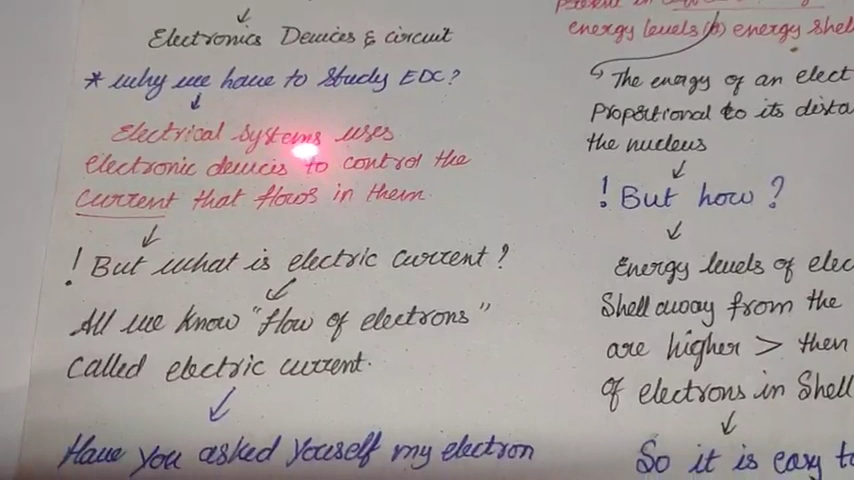 Electronics Devices & circuit
* Why we have to Study EDC?
Electrical systems uses
electronic devices to control the
current that flows in them.
! But what is electric current?
All we know "flow of electrons"
called electric current.
Have you asked yourself my electron
Present in
energy levels (or) energy shel
The energy of an elect
Proportional to its dista
the nucleus
! But how?
Energy levels of elec
Shell away from the
are higher > then
of electrons in Shell
So it is easy to